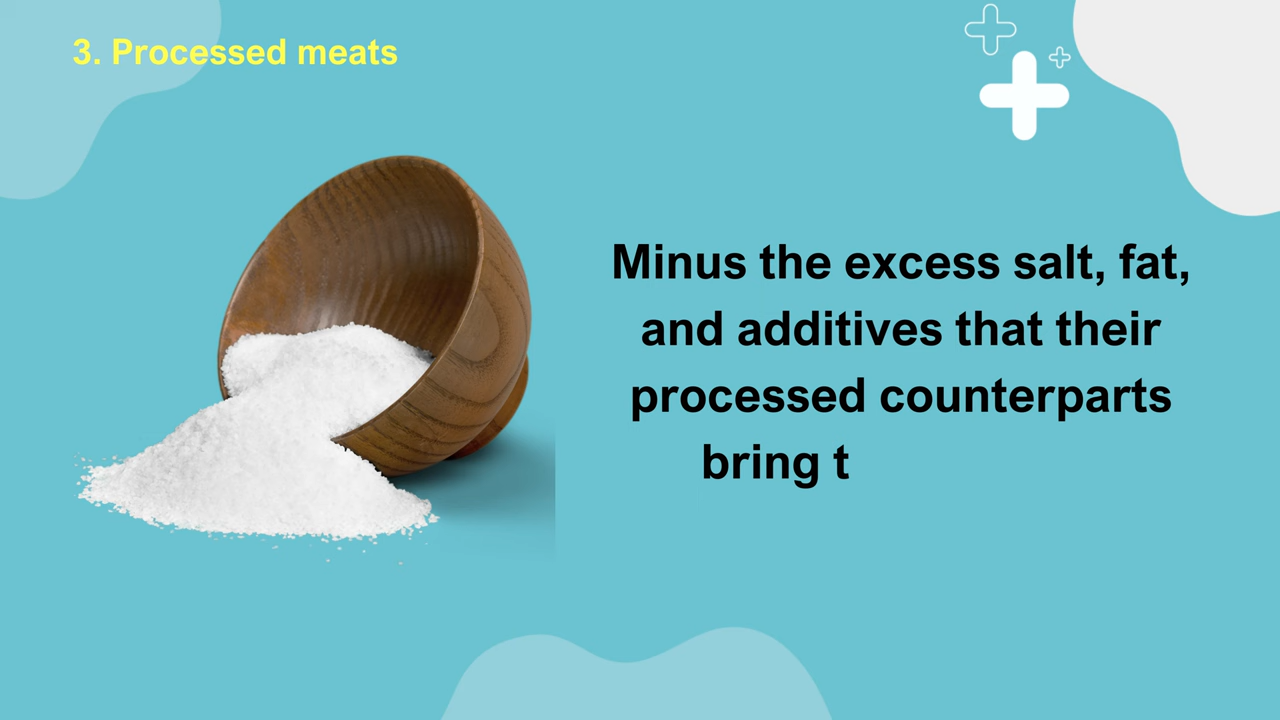 3. Processed meats
Minus the excess salt, fat,
and additives that their
processed counterparts
bring t